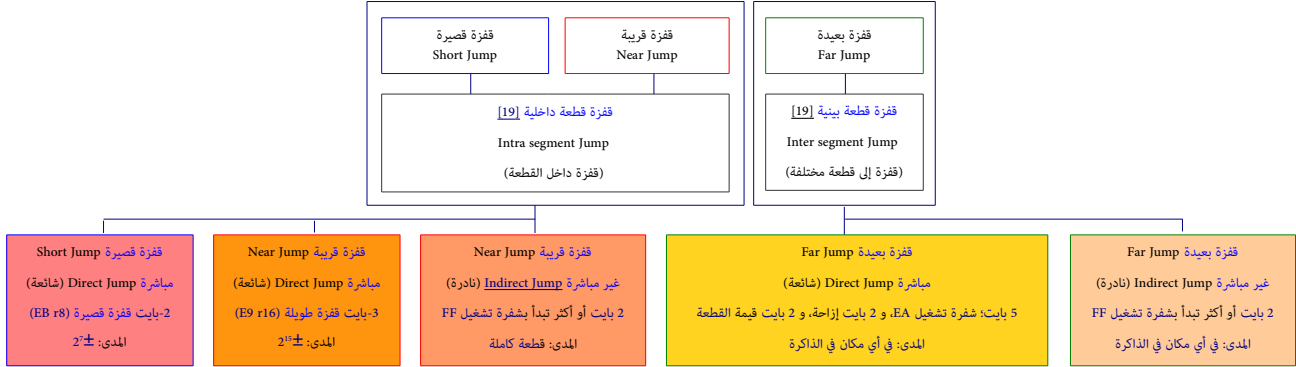 قفزة قصيرة
Short Jump
قفزة قريبة
Near Jump
قفزة قطعة داخلية [19]
Intra segment Jump
(قفزة داخل القطعة)
قفزة بعيدة
Far Jump
قفزة قطعة بينية [19]
Inter segment Jump
(قفزة إلى قطعة مختلفة)
قفزة قصيرة Short Jump
مباشرة Direct Jump (شائعة)
2-بايت قفزة قصيرة (EB r8)
المدى: ±2⁷
قفزة قريبة Near Jump
مباشرة Direct Jump (شائعة)
3-بايت قفزة طويلة (E9 r16)
المدى: ±2¹⁵
قفزة قريبة Near Jump
غير مباشرة Indirect Jump (نادرة)
2 بايت أو أكثر تبدأ بشفرة تشغيل FF
المدى: قطعة كاملة
قفزة بعيدة Far Jump
مباشرة Direct Jump (شائعة)
5 بايت؛ شفرة تشغيل EA، و 2 بايت إزاحة، و 2 بايت قيمة القطعة
المدى: في أي مكان في الذاكرة
قفزة بعيدة Far Jump
غير مباشرة Indirect Jump (نادرة)
2 بايت أو أكثر تبدأ بشفرة تشغيل FF
المدى: في أي مكان في الذاكرة